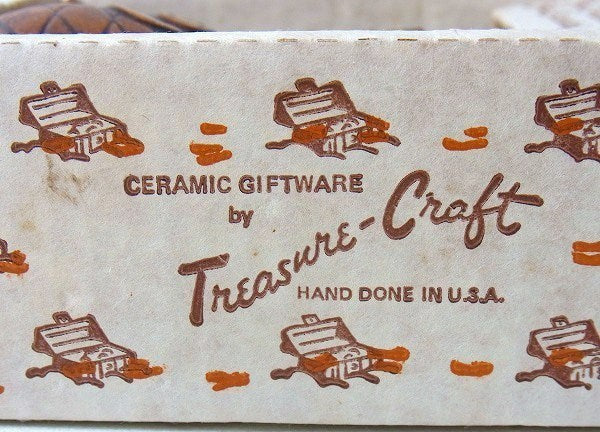 CERAMIC GIFTWARE
by
Treasure-Craft
HAND DONE IN U.S.A.